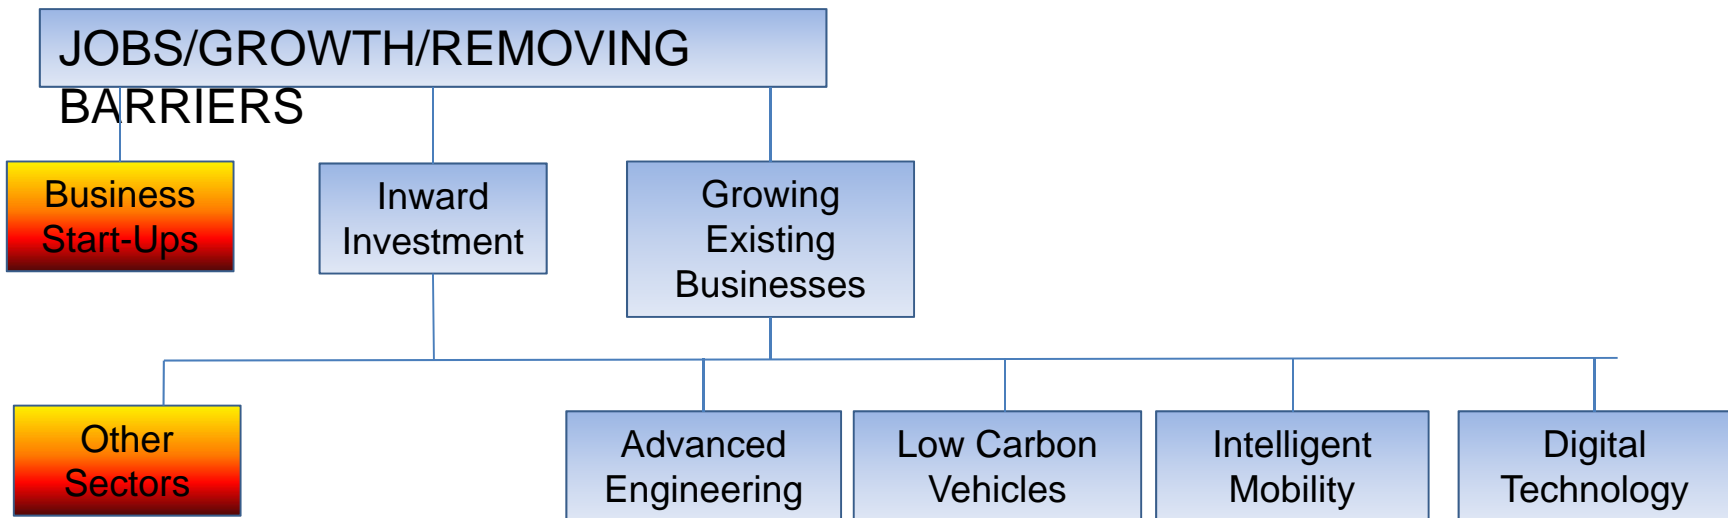 JOBS/GROWTH/REMOVING
BARRIERS
Business
Start-Ups
Inward
Investment
Growing
Existing
Businesses
Other
Sectors
Advanced
Engineering
Low Carbon
Vehicles
Intelligent
Mobility
Digital
Technology